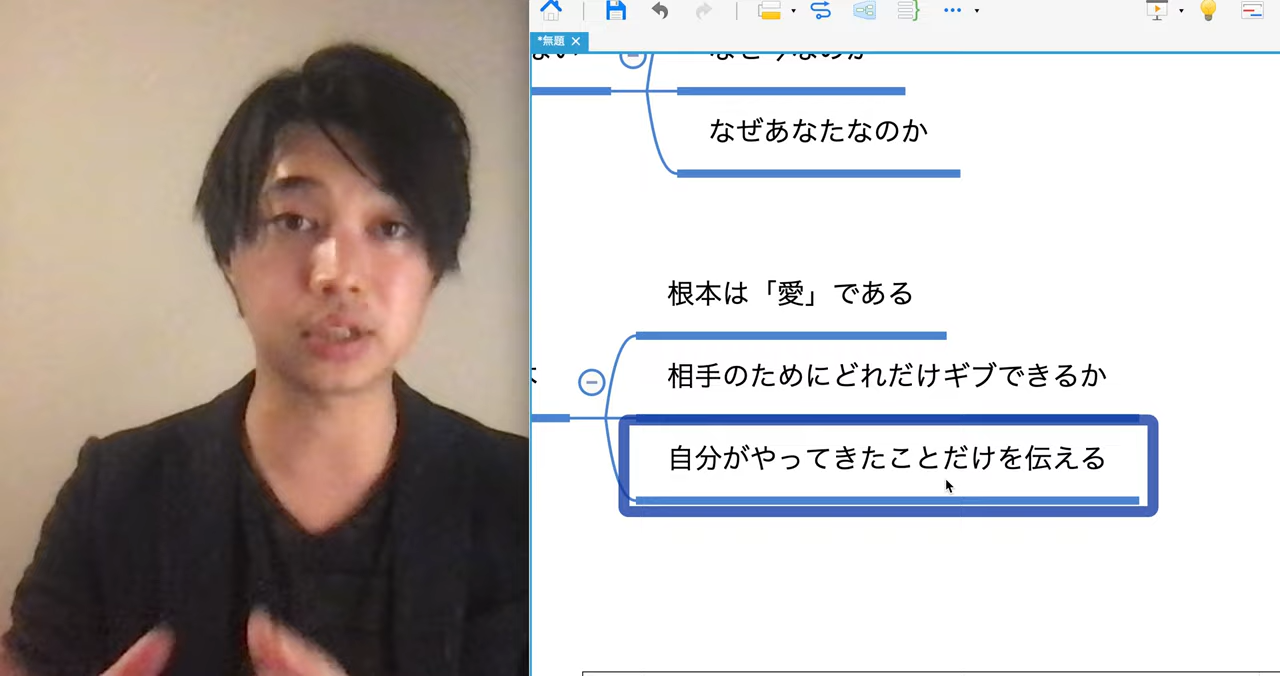 *無題
なぜあなたなのか
根本は「愛」である
相手のためにどれだけギブできるか
自分がやってきたことだけを伝える